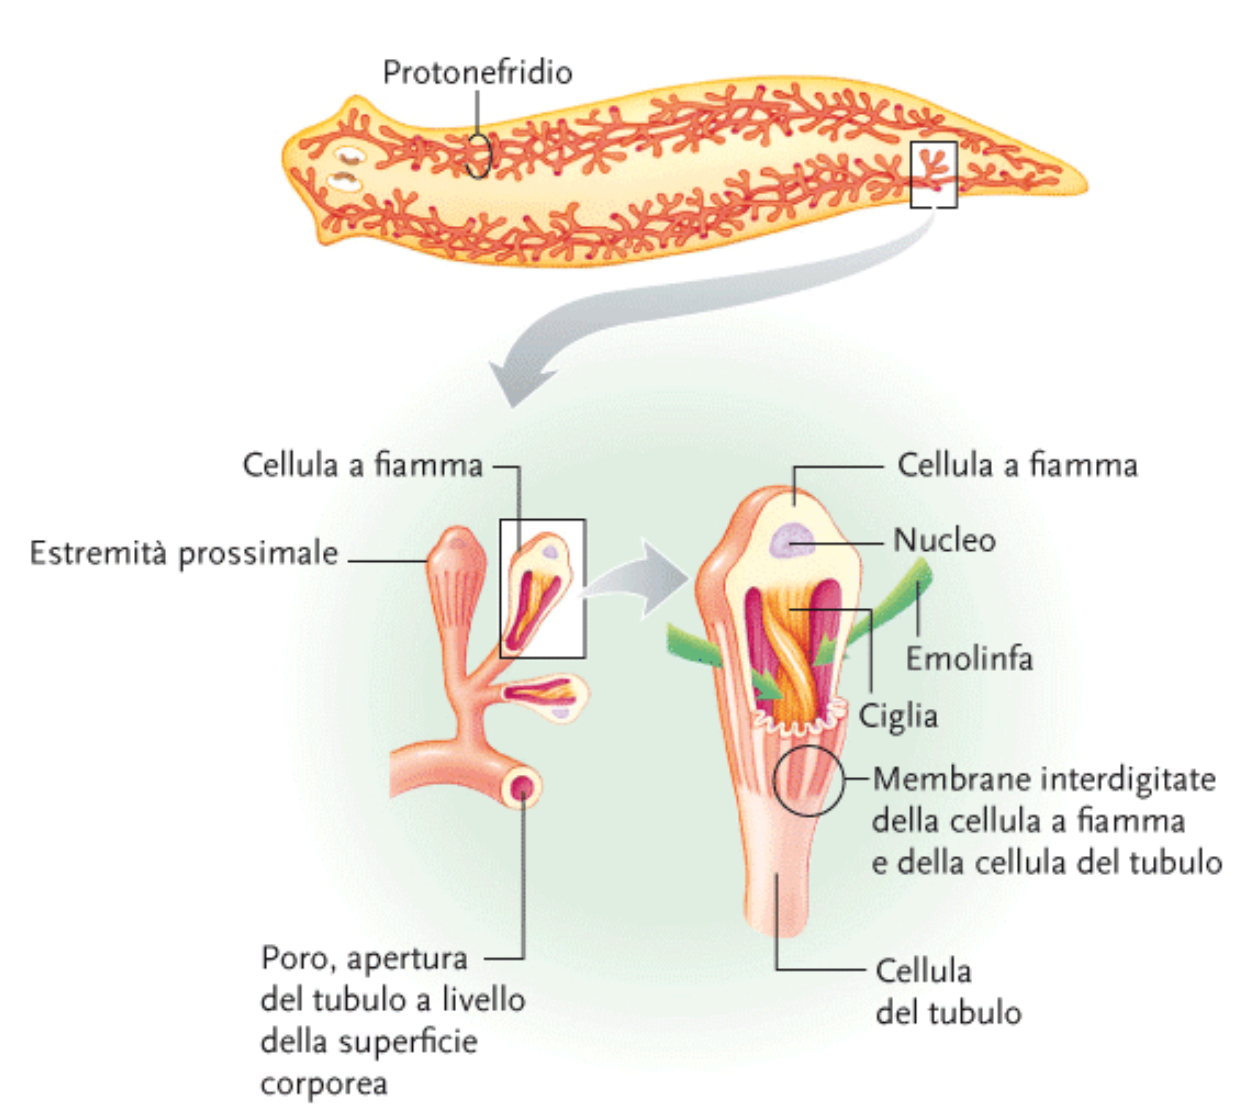 Protonefridio
Cellula a fiamma
Cellula a fiamma
Estremità prossimale
Nucleo
Emolinfa
Ciglia
Membrane interdigitate
della cellula a fiamma
e della cellula del tubulo
Poro, apertura
del tubulo a livello
della superficie
corporea
Cellula
del tubulo